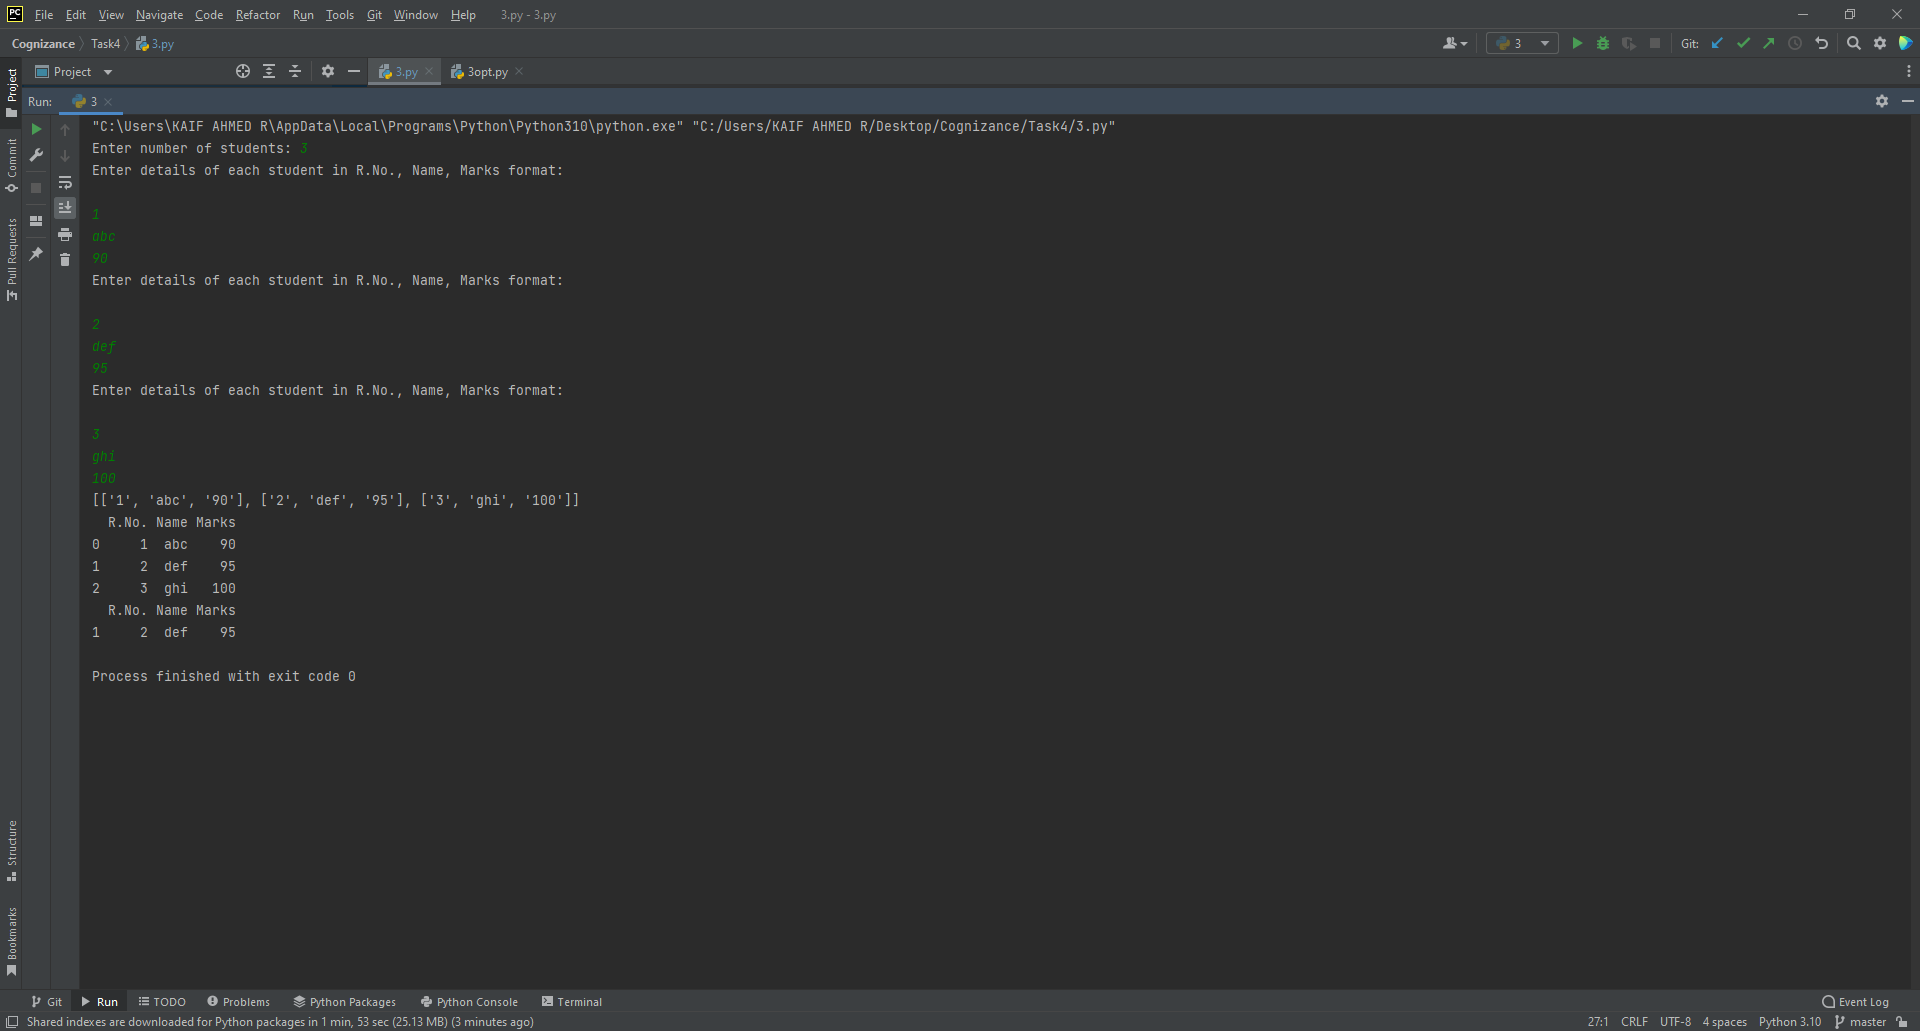 PC File Edit View Navigate Code Refactor Run Tools Git Window Help 3.py - 3.py
Cognizance Task4 3.py 3 Git:
Project 3.py 3opt.py
Run: 3
Project
Commit
Pull Requests
Structure
Bookmarks
"C:\Users\KAIF AHMED R\AppData\Local\Programs\Python\Python310\python.exe" "C:/Users/KAIF AHMED R/Desktop/Cognizance/Task4/3.py"
Enter number of students: 3
Enter details of each student in R.No., Name, Marks format:
1
abc
90
Enter details of each student in R.No., Name, Marks format:
2
def
95
Enter details of each student in R.No., Name, Marks format:
3
ghi
100
[['1', 'abc', '90'], ['2', 'def', '95'], ['3', 'ghi', '100']]
  R.No. Name Marks
0     1  abc    90
1     2  def    95
2     3  ghi   100
  R.No. Name Marks
1     2  def    95
Process finished with exit code 0
Git Run TODO Problems Python Packages Python Console Terminal Event Log
Shared indexes are downloaded for Python packages in 1 min, 53 sec (25.13 MB) (3 minutes ago) 27:1 CRLF UTF-8 4 spaces Python 3.10 master